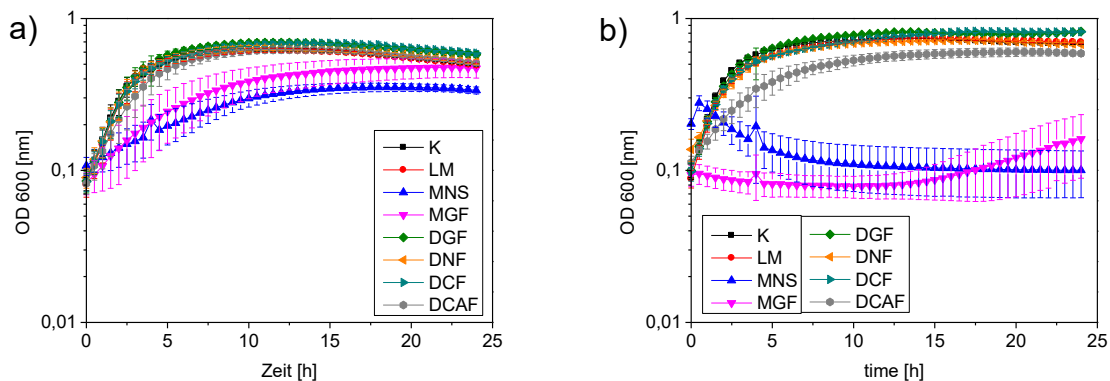 a)
1
0,1
0,01
OD 600 [nm]
0 5 10 15 20 25
Zeit [h]
K
LM
MNS
MGF
DGF
DNF
DCF
DCAF
b)
1
0.1
0,01
OD 600 [nm]
0 5 10 15 20 25
time [h]
K
LM
MNS
MGF
DGF
DNF
DCF
DCAF